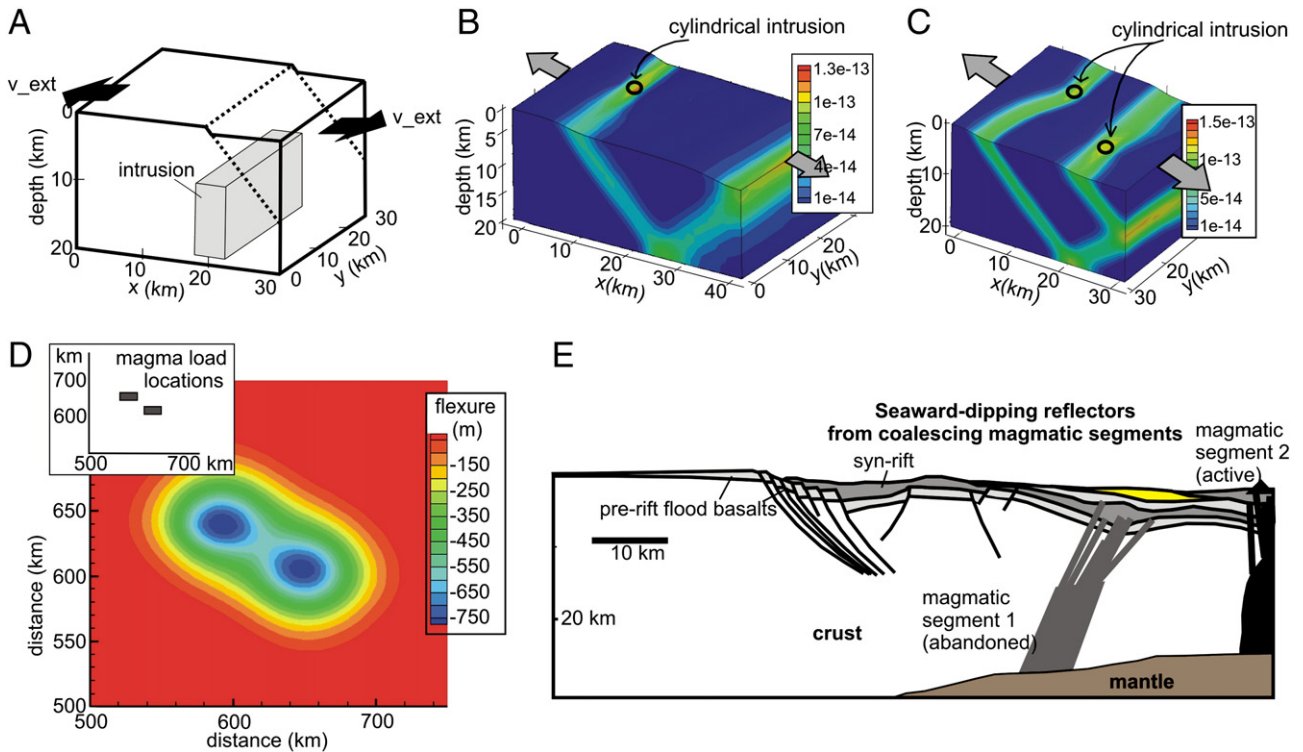 A
v_ext
v_ext
intrusion
depth (km)
0
10
20
x (km)
10
20
30
y (km)
0
10
20
30
B
cylindrical intrusion
1.3e-13
1e-13
7e-14
4e-14
1e-14
depth (km)
0
5
10
15
20
x(km)
0
10
20
30
40
y(km)
0
10
20
C
cylindrical intrusion
1.5e-13
1e-13
5e-14
1e-14
depth (km)
0
10
20
x(km)
0
10
20
30
y(km)
20
30
D
km
700
600
500
700 km
magma load
locations
flexure
(m)
-150
-250
-350
-450
-550
-650
-750
distance (km)
650
600
550
500
500
600
700
distance (km)
E
Seaward-dipping reflectors
from coalescing magmatic segments
magmatic
segment 2
(active)
syn-rift
pre-rift flood basalts
10 km
20 km
crust
magmatic
segment 1
(abandoned)
mantle